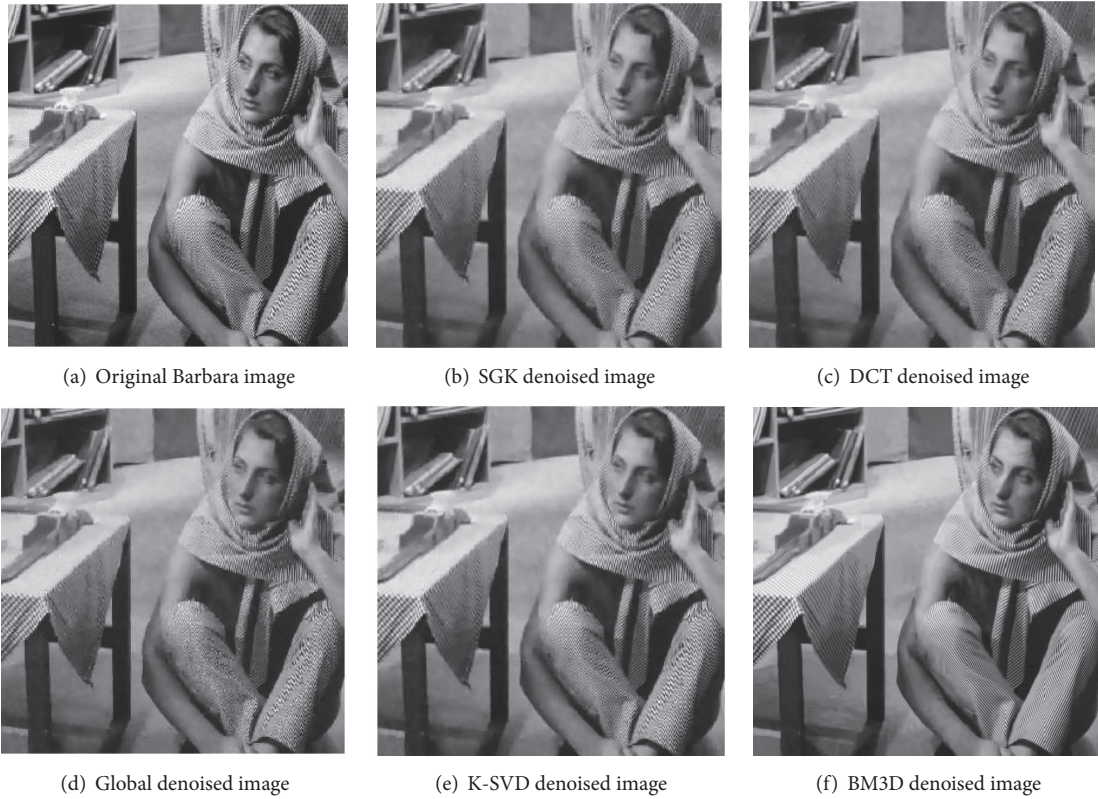 (a) Original Barbara image
(b) SGK denoised image
(c) DCT denoised image
(d) Global denoised image
(e) K-SVD denoised image
(f) BM3D denoised image